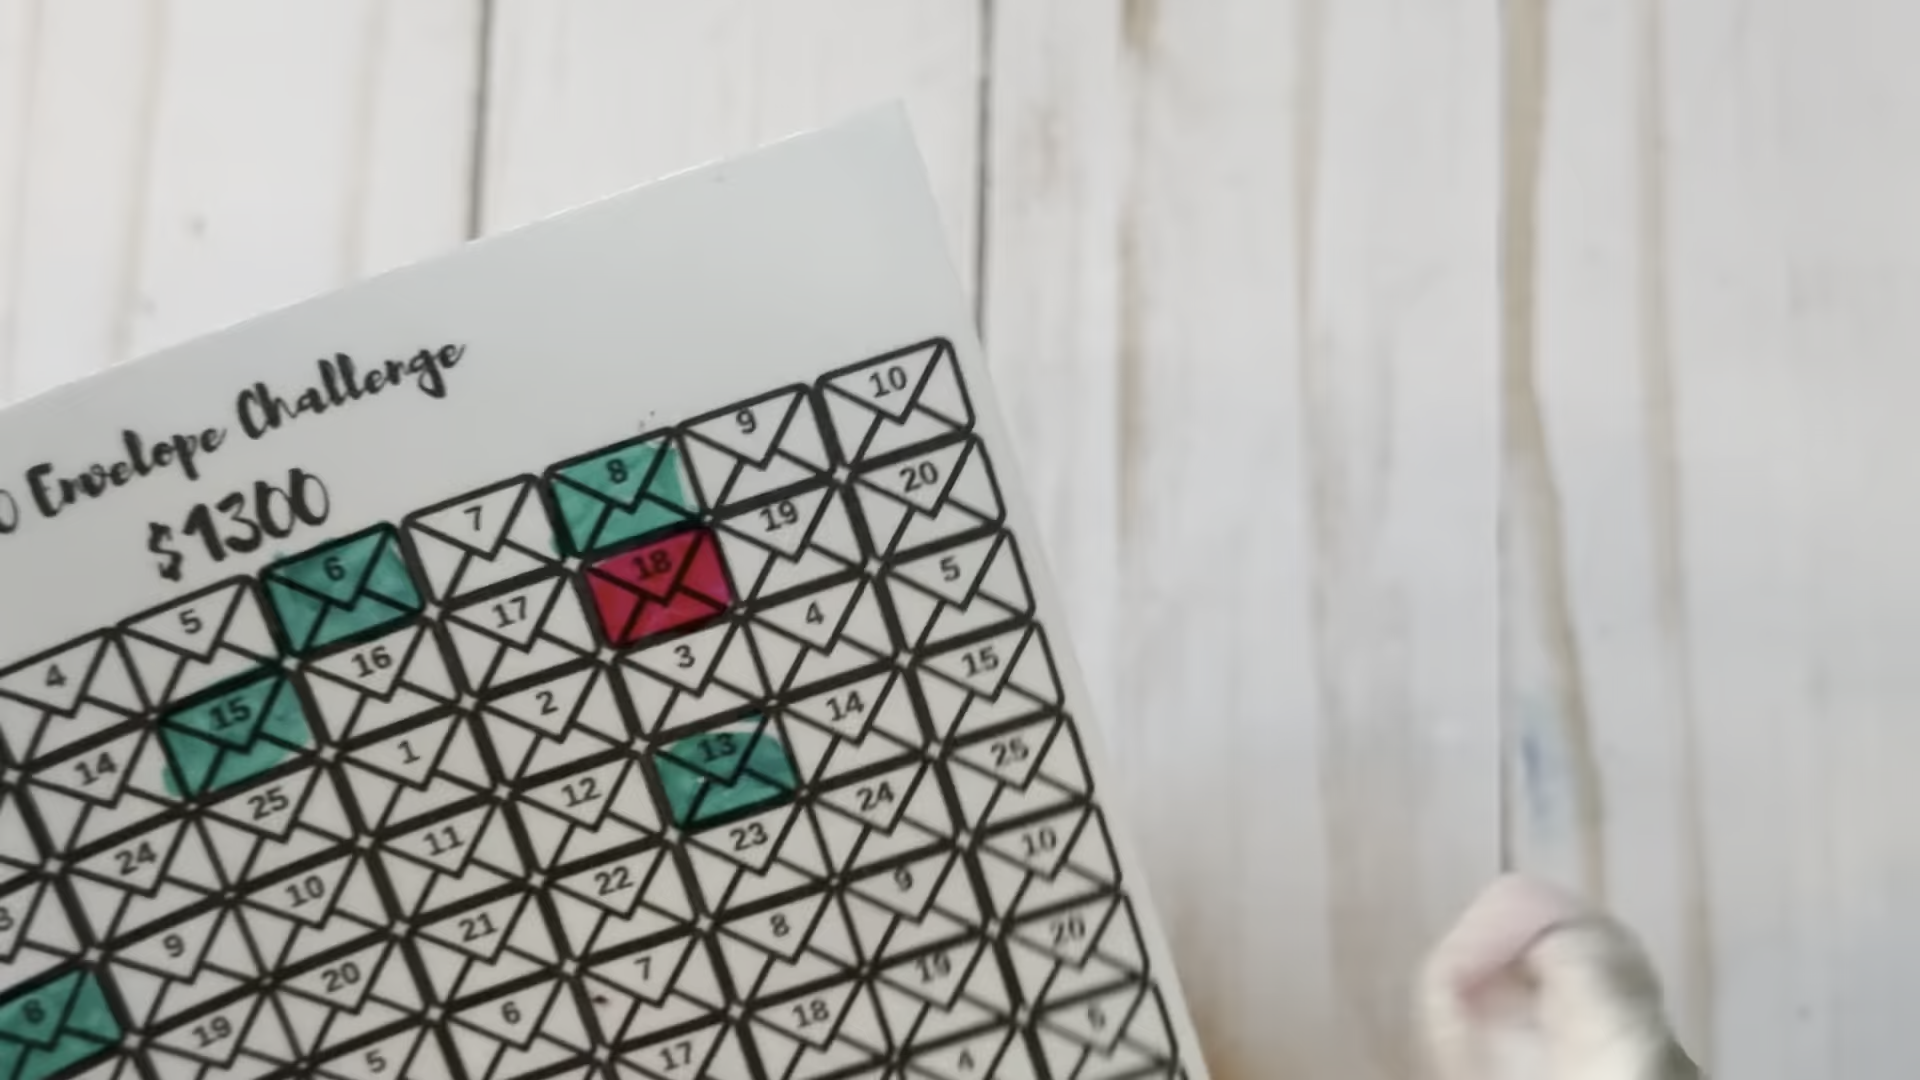 Envelope Challenge
$1300
4 5 6 7 8 9 10
14 15 16 17 18 19 20
24 25 1 2 3 4 5
8 9 10 11 12 13 14 15
19 20 21 22 23 24 25
5 6 7 8 9 10
17 18 19 20
4